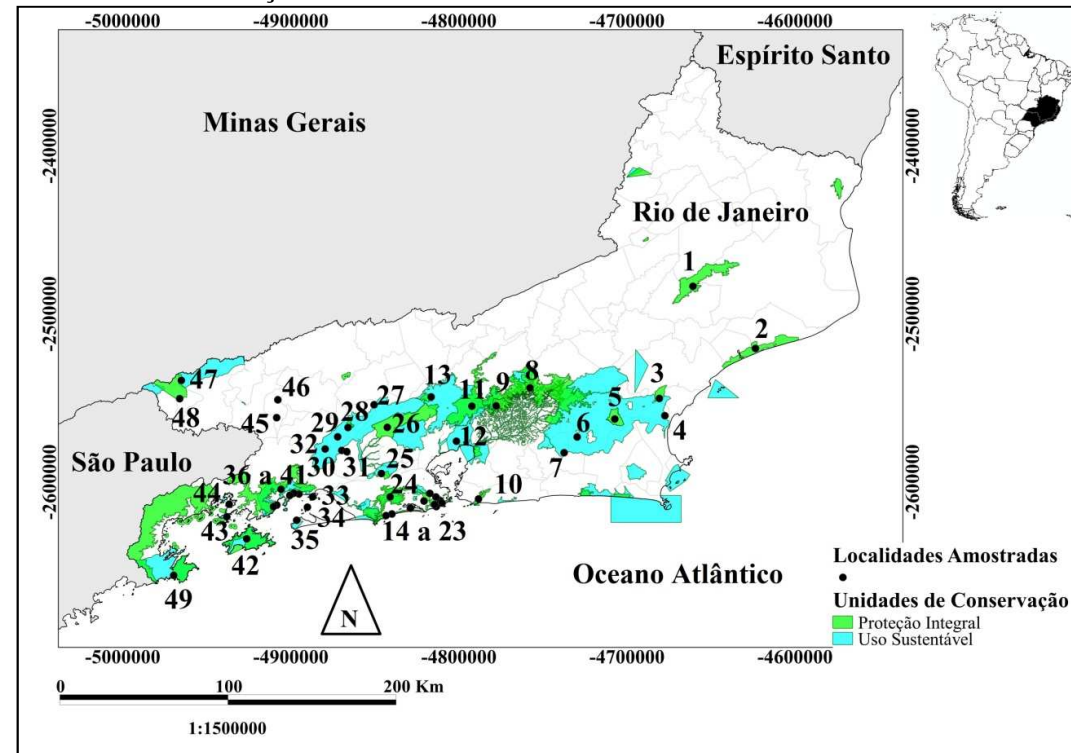 -5000000 -4900000 -4800000 -4700000 -4600000
Espírito Santo
Minas Gerais
-2400000 -2400000
Rio de Janeiro
1
-2500000 -2500000
2
47 46 27 13 11 9 8 3
48 45 29 28 26 5 4
32 12 6
São Paulo 30 31 25 7
36 a 41 24 10
-2600000 -2600000
44 33
43 34 14 a 23
42 35
49
Oceano Atlântico
N
Localidades Amostradas
Unidades de Conservação
Proteção Integral
Uso Sustentável
-5000000 -4900000 -4800000 -4700000 -4600000
0 100 200 Km
1:1500000